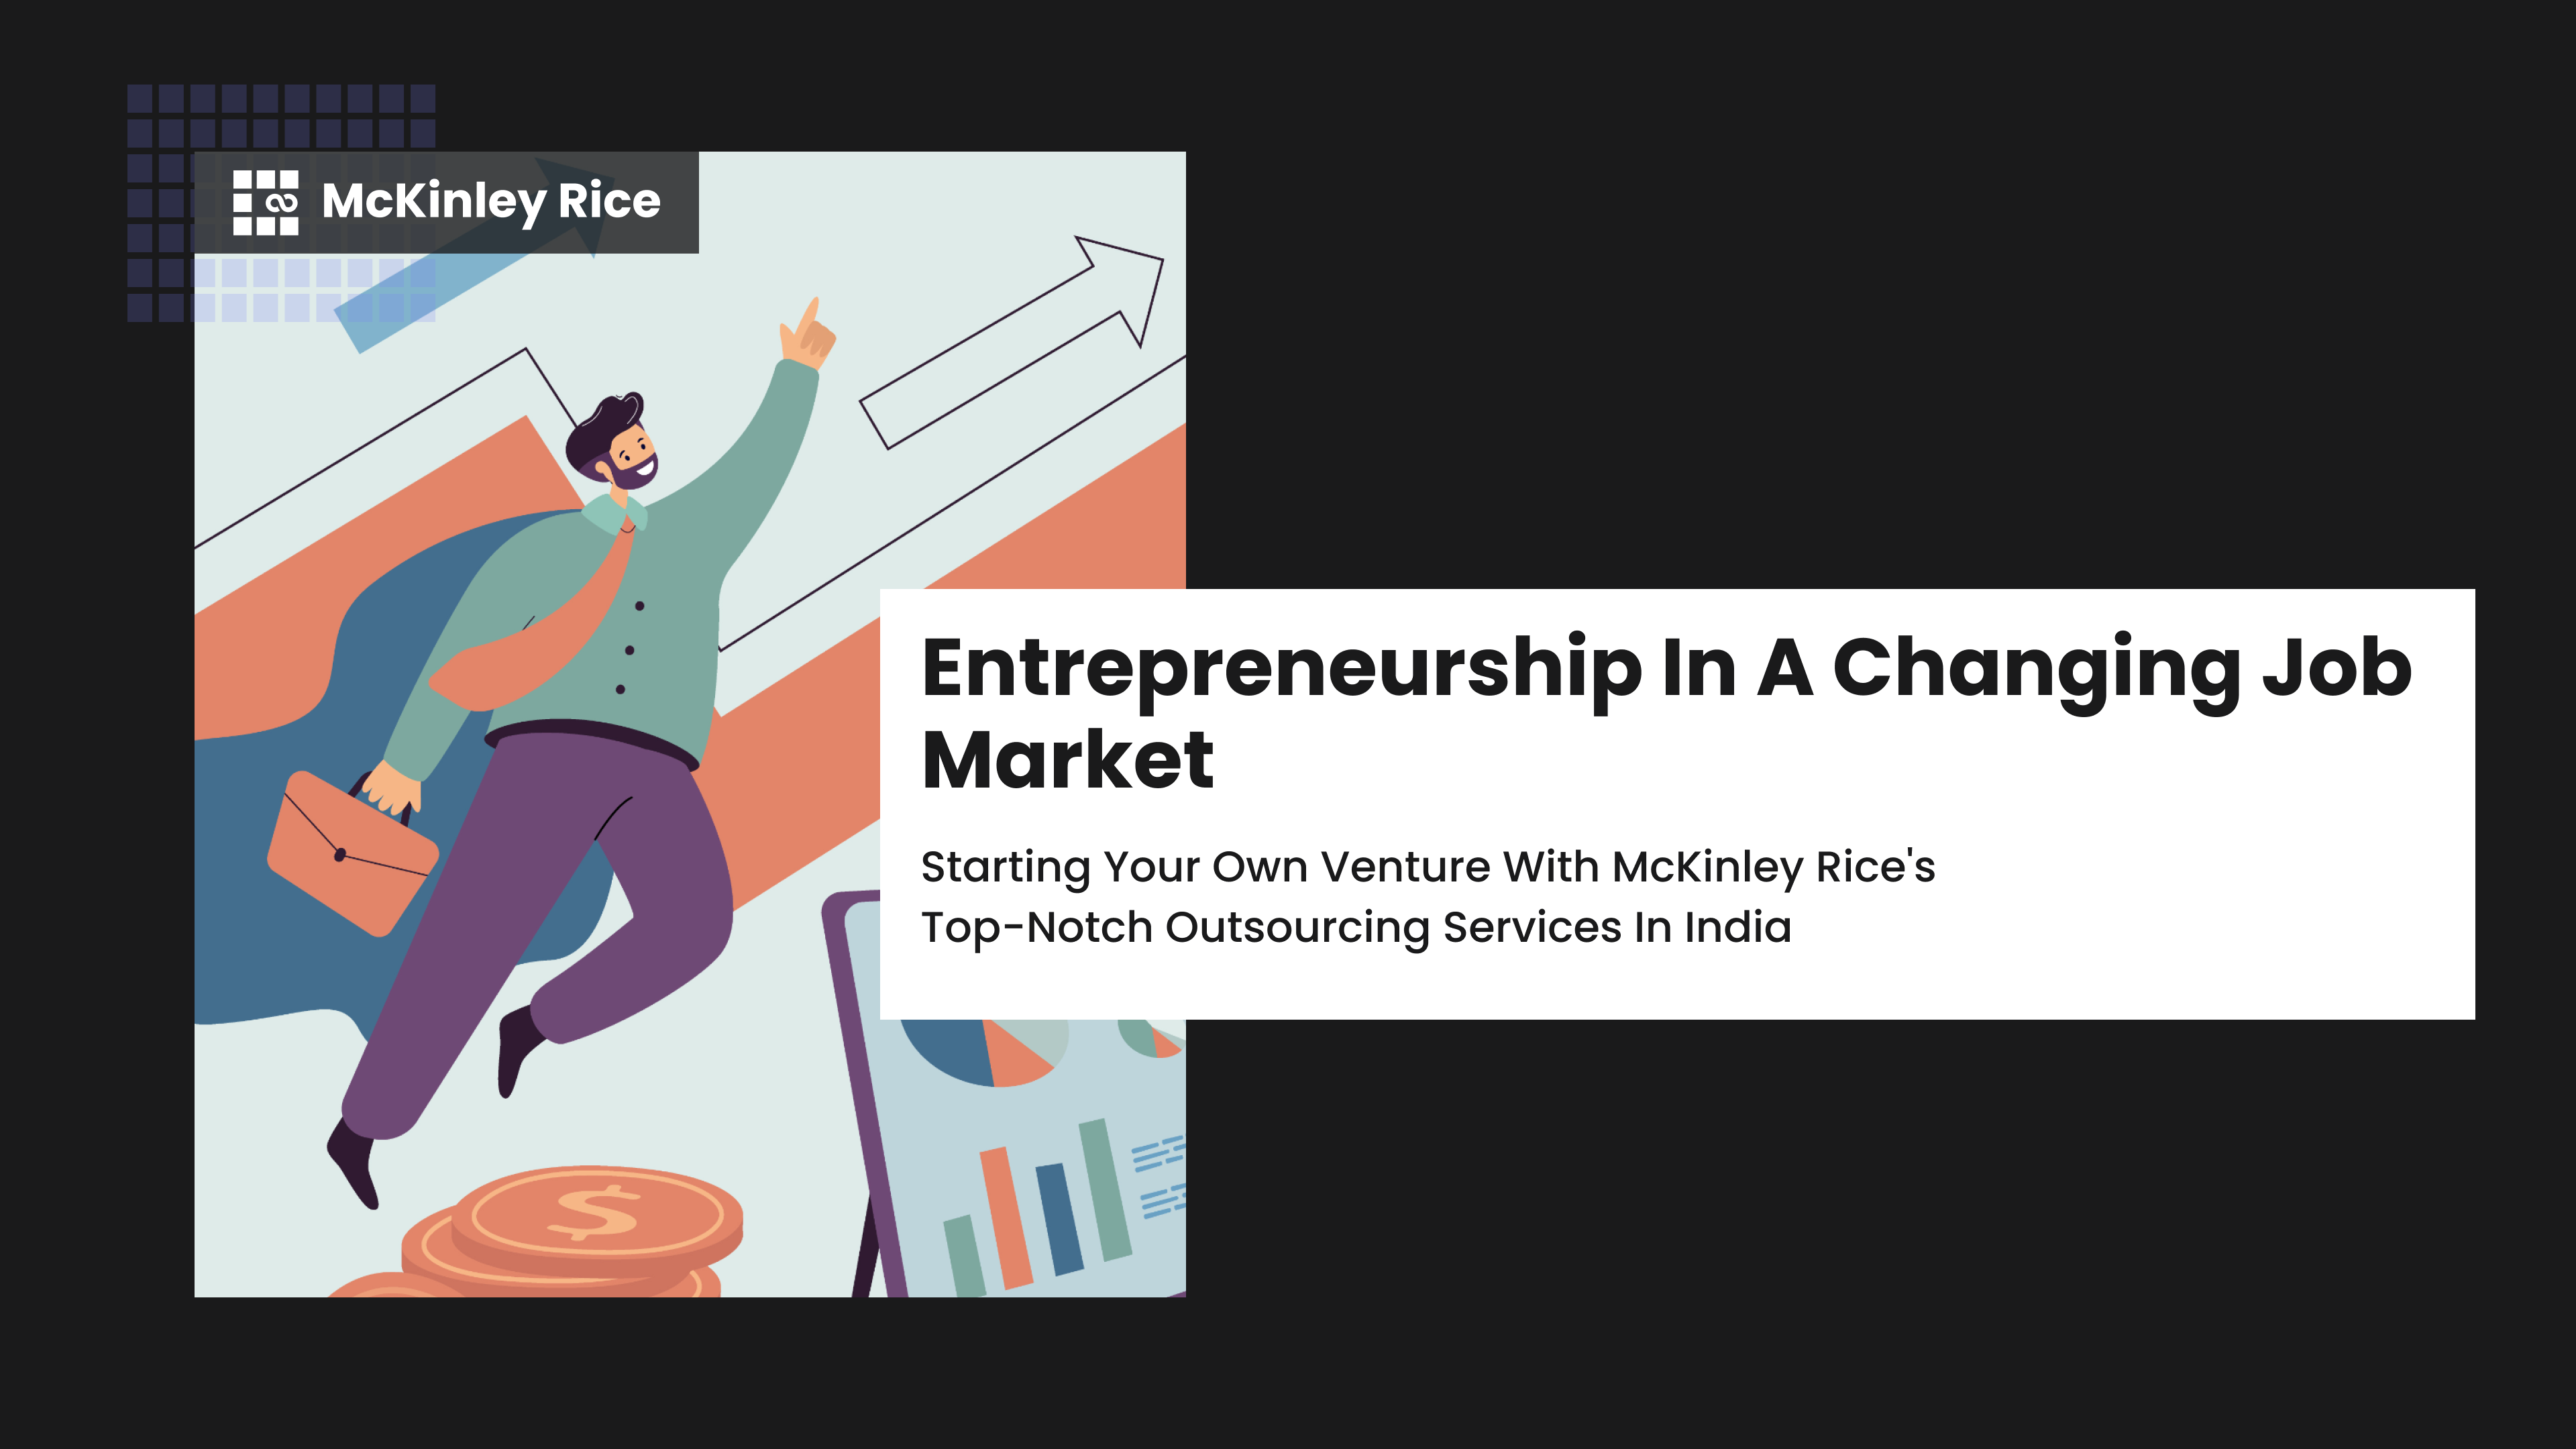 McKinley Rice
Entrepreneurship In A Changing Job
Market
Starting Your Own Venture With McKinley Rice's
Top-Notch Outsourcing Services In India
$